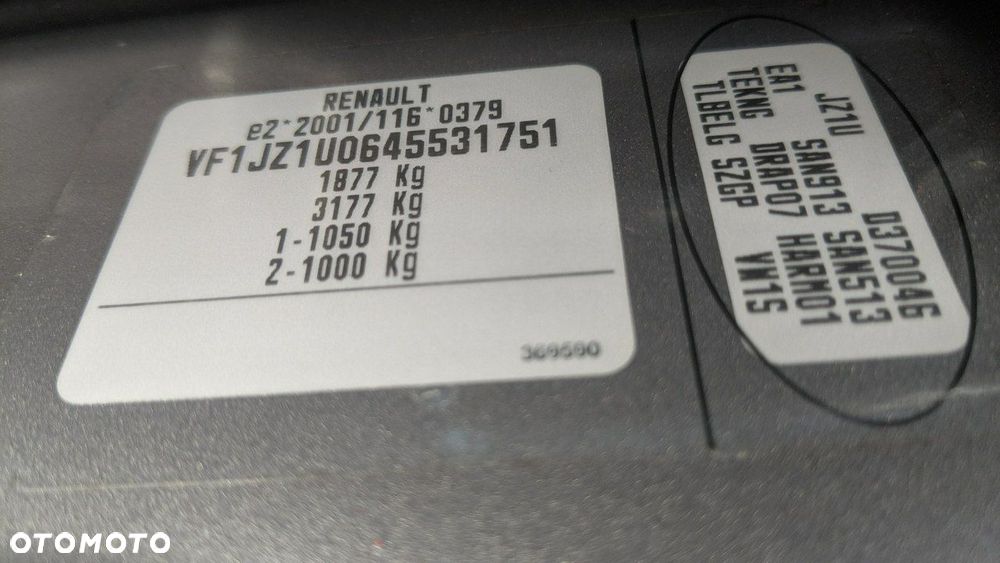 RENAULT
e2*2001/116*0379
VF1JZ1U0645531751
1877 Kg
3177 Kg
1-1050 Kg
2-1000 Kg
369590
JZ1U D370046
EA1 SAN913 SAN513
TEKNG DRAP07 HARM01
TLBELG SZGP VM1S
OTOMOTO